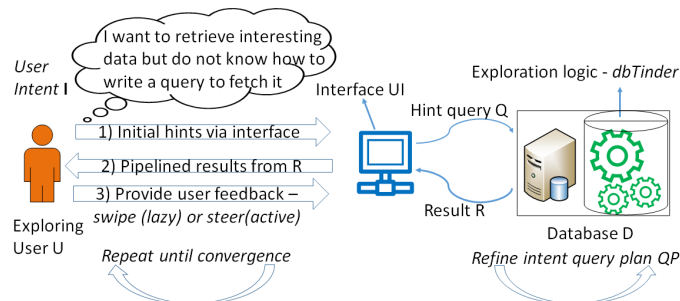 I want to retrieve interesting
data but do not know how to
write a query to fetch it
User
Intent I
Interface UI
Exploration logic - dbTinder
Hint query Q
1) Initial hints via interface
2) Pipelined results from R
3) Provide user feedback –
swipe (lazy) or steer(active)
Result R
Exploring
User U
Database D
Repeat until convergence
Refine intent query plan QP